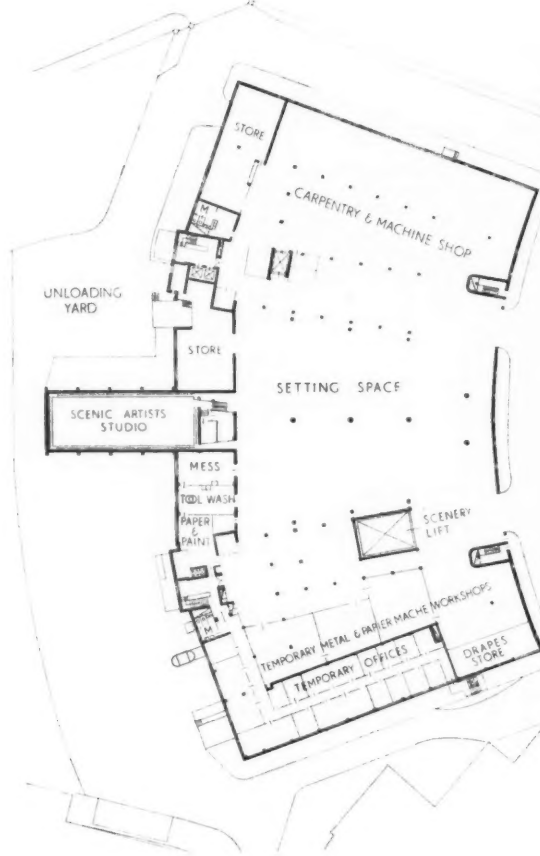 STORE
M
CARPENTRY & MACHINE SHOP
UNLOADING
YARD
STORE
SETTING SPACE
SCENIC ARTISTS
STUDIO
MESS
TOOL WASH
PAPER
&
PAINT
SCENERY
LIFT
M
TEMPORARY METAL & PAPIER MACHE WORKSHOPS
TEMPORARY OFFICES
DRAPES
STORE